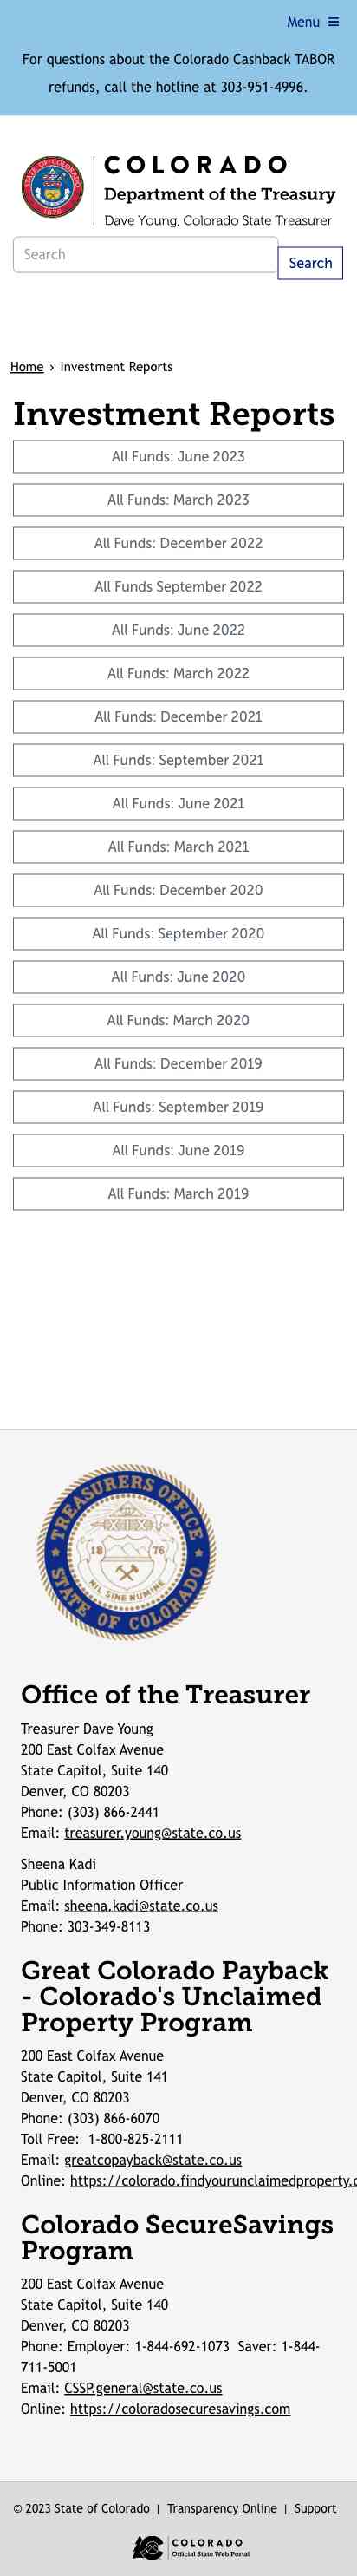 Menu ≡
For questions about the Colorado Cashback TABOR
refunds, call the hotline at 303-951-4996.
STATE OF COLORADO
1876
COLORADO
Department of the Treasury
Dave Young, Colorado State Treasurer
Search
Search
Home › Investment Reports
Investment Reports
All Funds: June 2023
All Funds: March 2023
All Funds: December 2022
All Funds September 2022
All Funds: June 2022
All Funds: March 2022
All Funds: December 2021
All Funds: September 2021
All Funds: June 2021
All Funds: March 2021
All Funds: December 2020
All Funds: September 2020
All Funds: June 2020
All Funds: March 2020
All Funds: December 2019
All Funds: September 2019
All Funds: June 2019
All Funds: March 2019
TREASURERS OFFICE
18 76
NIL SINE NUMINE
STATE OF COLORADO
Office of the Treasurer
Treasurer Dave Young
200 East Colfax Avenue
State Capitol, Suite 140
Denver, CO 80203
Phone: (303) 866-2441
Email: treasurer.young@state.co.us
Sheena Kadi
Public Information Officer
Email: sheena.kadi@state.co.us
Phone: 303-349-8113
Great Colorado Payback
- Colorado's Unclaimed
Property Program
200 East Colfax Avenue
State Capitol, Suite 141
Denver, CO 80203
Phone: (303) 866-6070
Toll Free:  1-800-825-2111
Email: greatcopayback@state.co.us
Online: https://colorado.findyourunclaimedproperty.c
Colorado SecureSavings
Program
200 East Colfax Avenue
State Capitol, Suite 140
Denver, CO 80203
Phone: Employer: 1-844-692-1073  Saver: 1-844-
711-5001
Email: CSSP.general@state.co.us
Online: https://coloradosecuresavings.com
© 2023 State of Colorado | Transparency Online | Support
COLORADO
Official State Web Portal